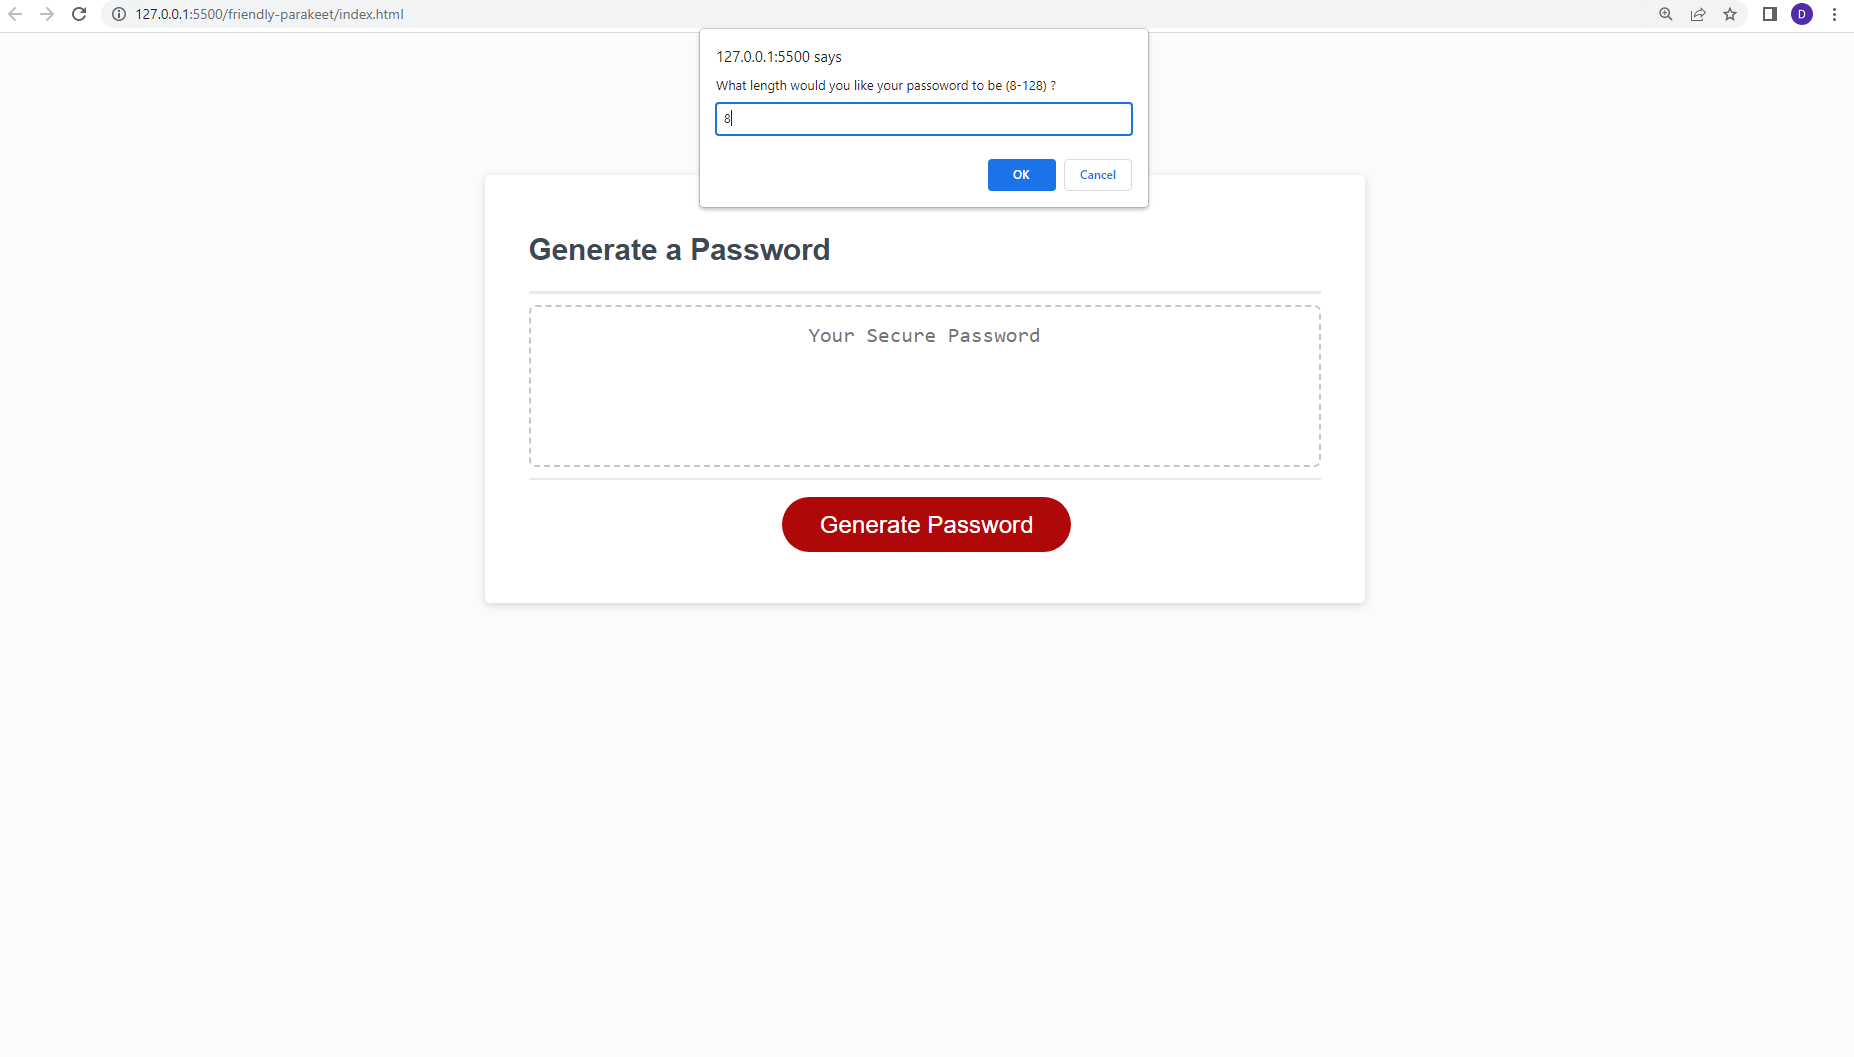 127.0.0.1:5500/friendly-parakeet/index.html
D
127.0.0.1:5500 says
What length would you like your passoword to be (8-128) ?
8
OK
Cancel
Generate a Password
Your Secure Password
Generate Password